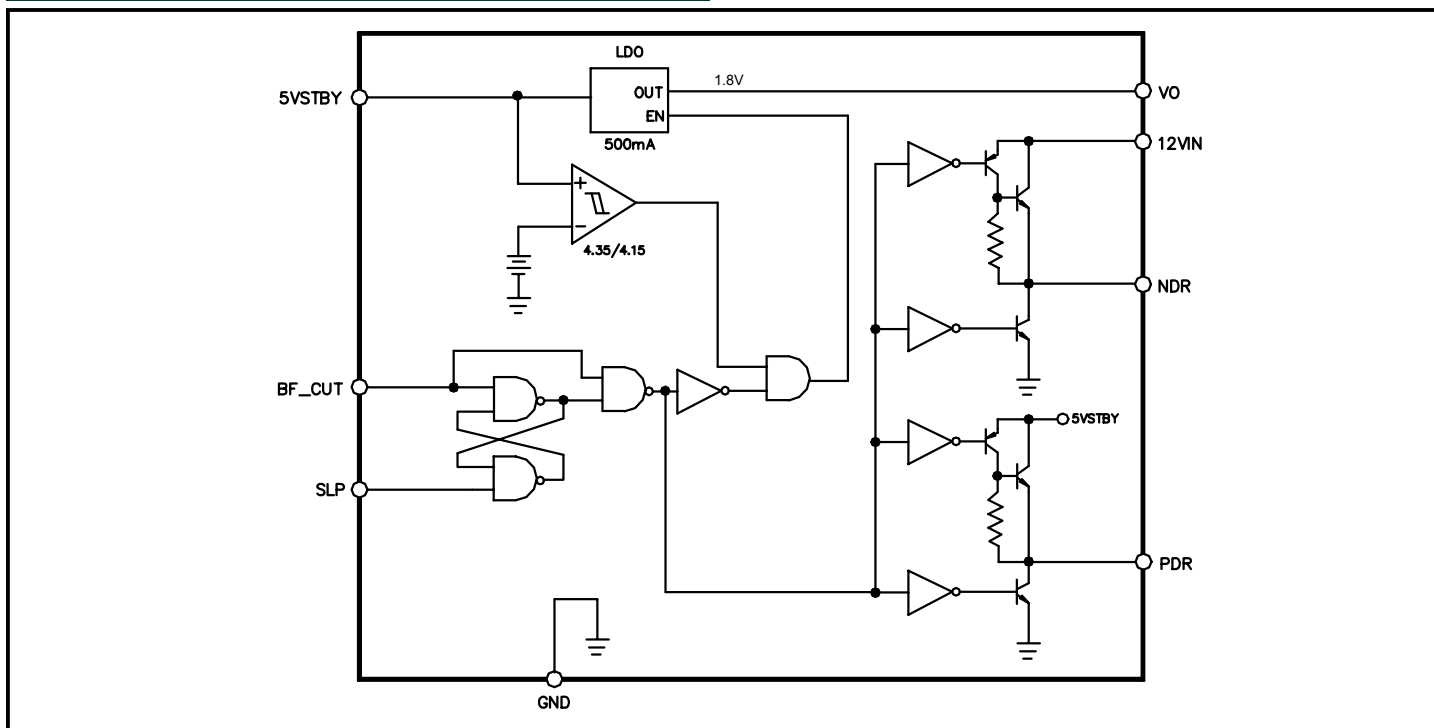 LDO
5VSTBY
OUT
1.8V
VO
EN
500mA
12VIN
+
-
4.35/4.15
NDR
BF_CUT
5VSTBY
SLP
PDR
GND